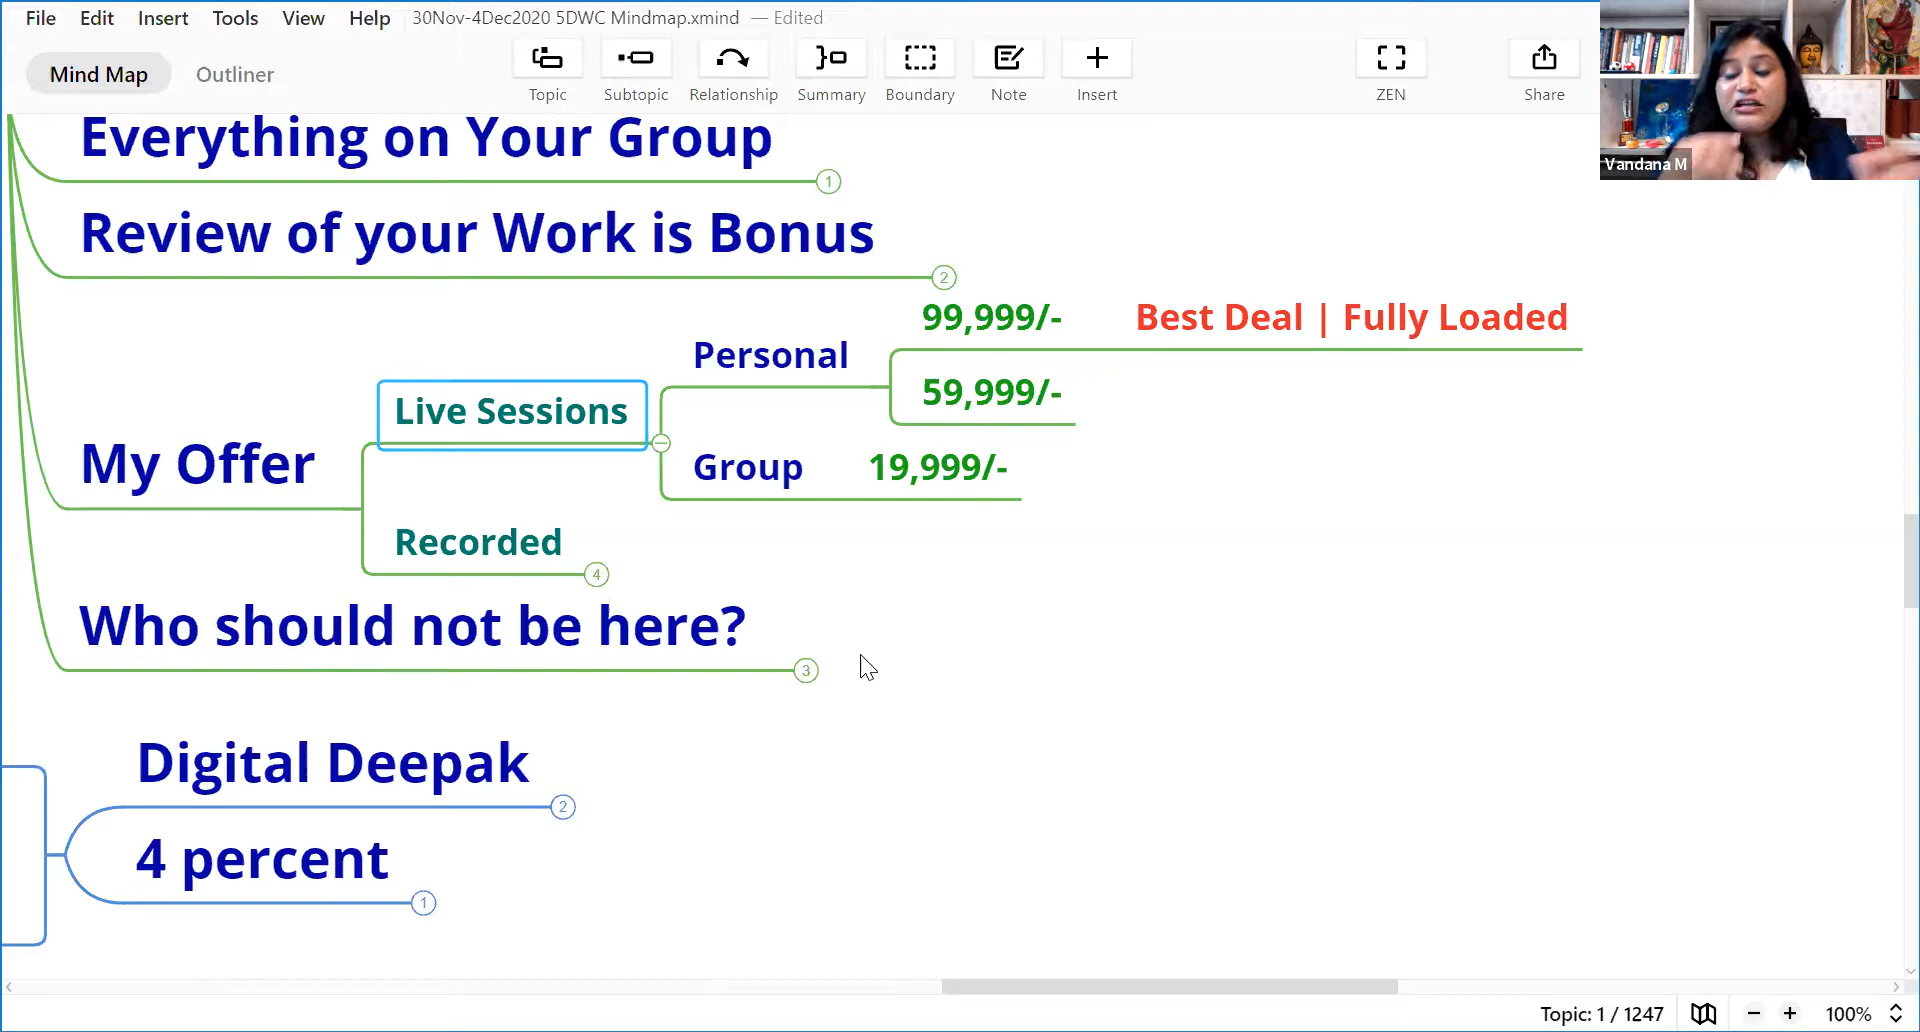 File Edit Insert Tools View Help 30Nov-4Dec2020 5DWC Mindmap.xmind — Edited
Mind Map Outliner
Topic Subtopic Relationship Summary Boundary Note Insert ZEN Share
Vandana M
Everything on Your Group
1
Review of your Work is Bonus
2
99,999/- Best Deal | Fully Loaded
Personal
59,999/-
Live Sessions
My Offer
Group 19,999/-
Recorded
4
Who should not be here?
3
Digital Deepak
2
4 percent
1
Topic: 1 / 1247 100%